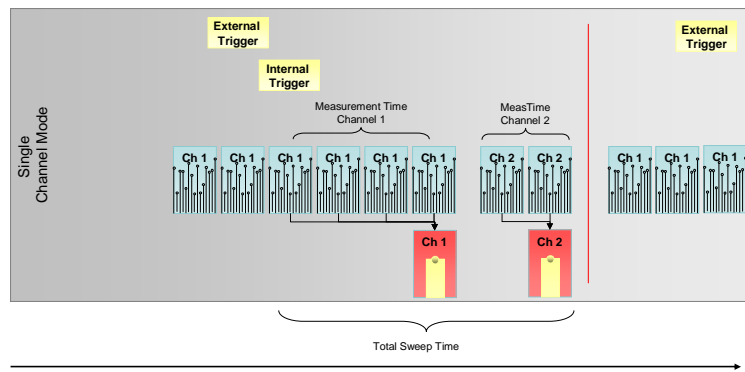 External
Trigger
External
Trigger
Internal
Trigger
Measurement Time
Channel 1
MeasTime
Channel 2
Single
Channel Mode
Ch 1
Ch 1
Ch 1
Ch 1
Ch 1
Ch 1
Ch 2
Ch 2
Ch 1
Ch 1
Ch 1
Ch 1
Ch 2
Total Sweep Time